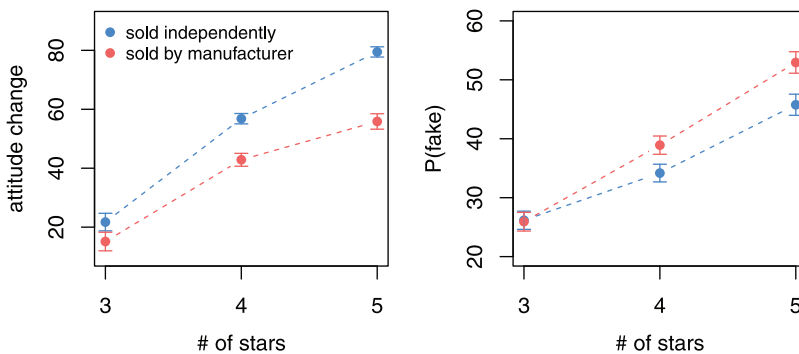 sold independently
sold by manufacturer
attitude change
80
60
40
20
3 4 5
# of stars
P(fake)
60
50
40
30
20
3 4 5
# of stars